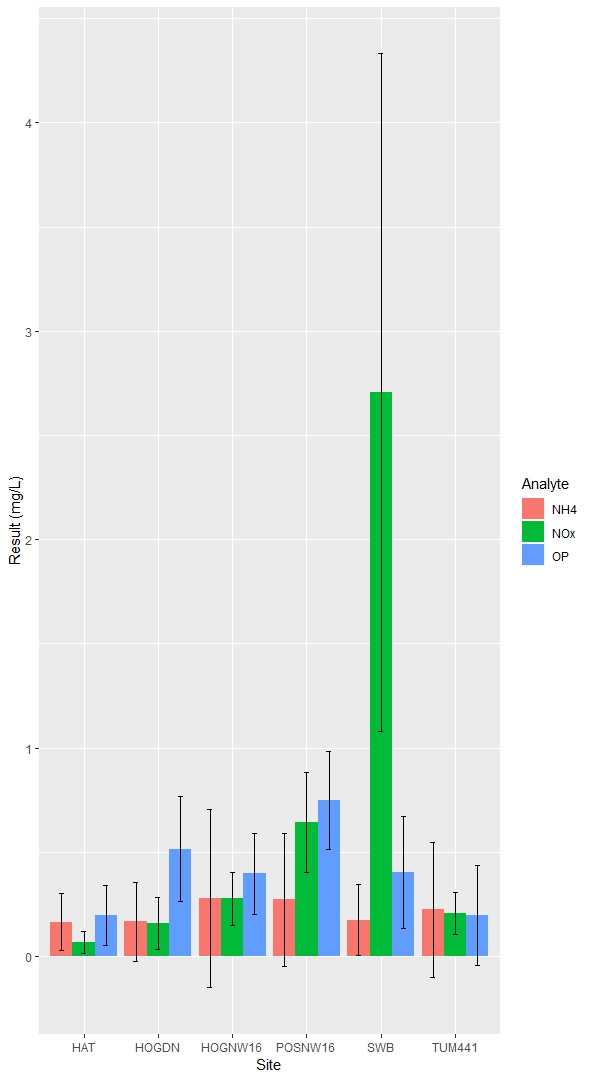 Result (mg/L)
4
3
2
1
0
HAT HOGDN HOGNW16 POSNW16 SWB TUM441
Site
Analyte
NH4
NOx
OP